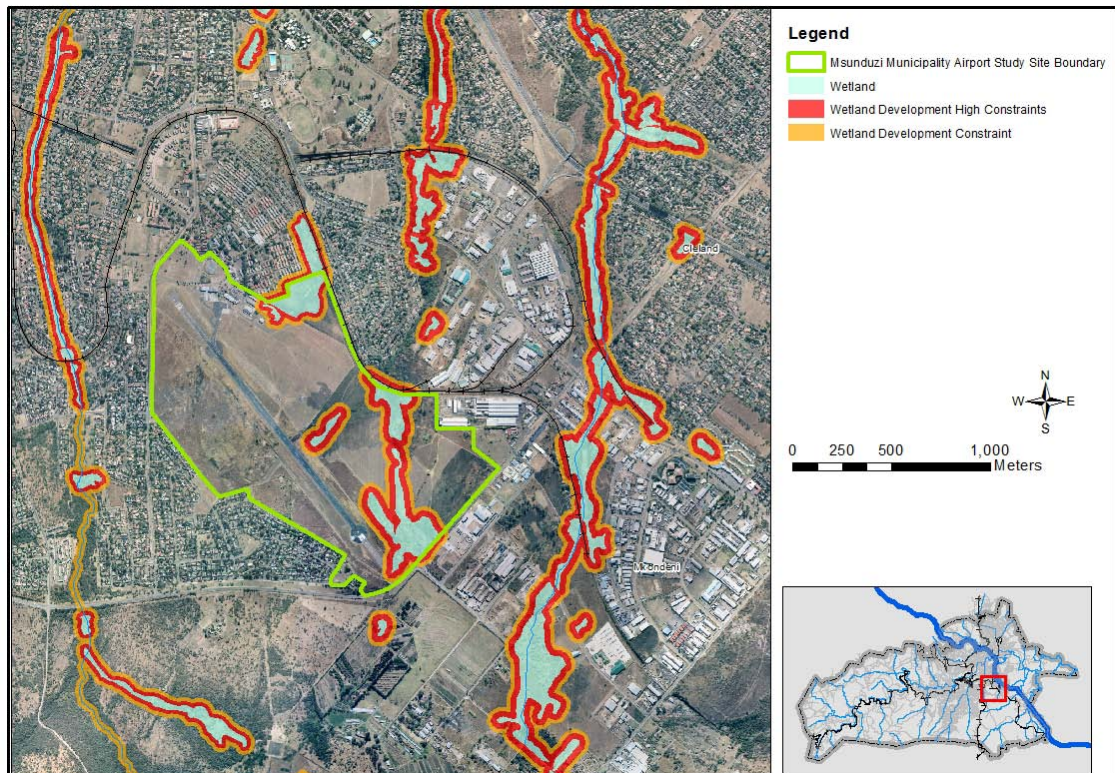 Legend
Msunduzi Municipality Airport Study Site Boundary
Wetland
Wetland Development High Constraints
Wetland Development Constraint
Cleland
Mkondeni
N
W E
S
0 250 500 1,000
Meters